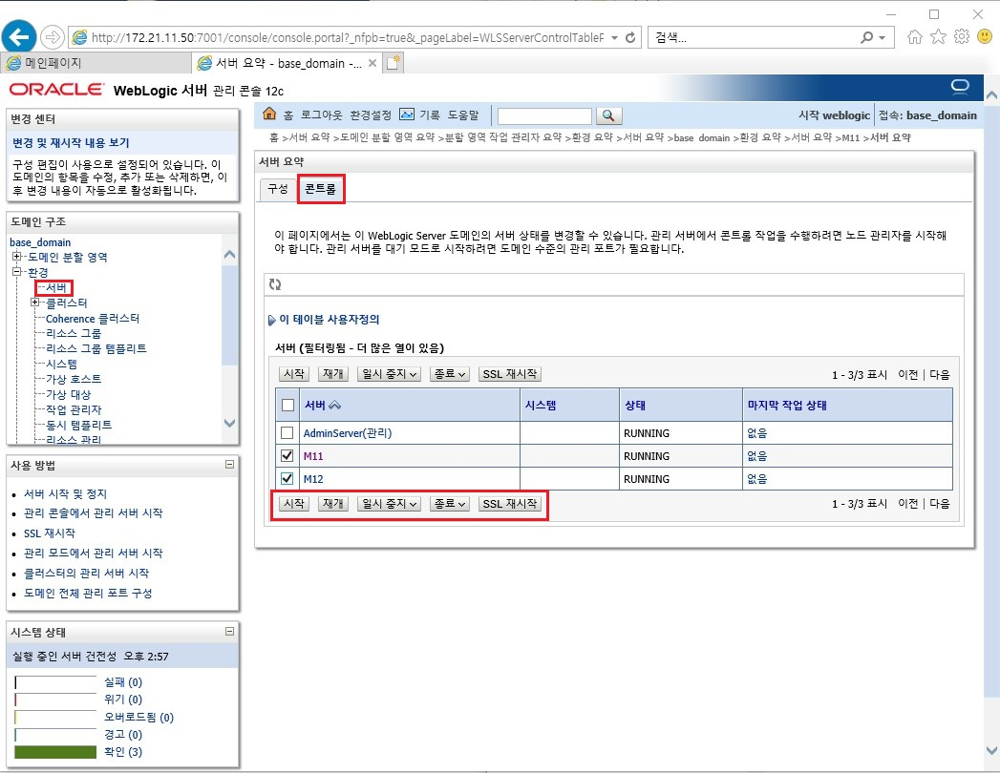 http://172.21.11.50:7001/console/console.portal?_nfpb=true&_pageLabel=WLSServerControlTableP
검색...
메인페이지
서버 요약 - base_domain -...
ORACLE WebLogic 서버 관리 콘솔 12c
변경 센터
변경 및 재시작 내용 보기
구성 편집이 사용으로 설정되어 있습니다. 이
도메인의 항목을 수정, 추가 또는 삭제하면, 이
후 변경 내용이 자동으로 활성화됩니다.
도메인 구조
base_domain
도메인 분할 영역
환경
서버
클러스터
Coherence 클러스터
리소스 그룹
리소스 그룹 템플리트
시스템
가상 호스트
가상 대상
작업 관리자
동시 템플리트
리소스 관리
사용 방법
서버 시작 및 정지
관리 콘솔에서 관리 서버 시작
SSL 재시작
관리 모드에서 관리 서버 시작
클러스터의 관리 서버 시작
도메인 전체 관리 포트 구성
시스템 상태
실행 중인 서버 건전성 오후 2:57
실패 (0)
위기 (0)
오버로드됨 (0)
경고 (0)
확인 (3)
홈 로그아웃 환경설정 기록 도움말
시작 weblogic 접속: base_domain
홈 >서버 요약 >도메인 분할 영역 요약 >분할 영역 작업 관리자 요약 >환경 요약 >서버 요약 >base_domain >환경 요약 >서버 요약 >M11 >서버 요약
서버 요약
구성 콘트롤
이 페이지에서는 이 WebLogic Server 도메인의 서버 상태를 변경할 수 있습니다. 관리 서버에서 콘트롤 작업을 수행하려면 노드 관리자를 시작해
야 합니다. 관리 서버를 대기 모드로 시작하려면 도메인 수준의 관리 포트가 필요합니다.
이 테이블 사용자정의
서버 (필터링됨 - 더 많은 열이 있음)
시작 재개 일시 중지 종료 SSL 재시작 1 - 3/3 표시 이전 | 다음
서버 시스템 상태 마지막 작업 상태
AdminServer(관리) RUNNING 없음
M11 RUNNING 없음
M12 RUNNING 없음
시작 재개 일시 중지 종료 SSL 재시작 1 - 3/3 표시 이전 | 다음